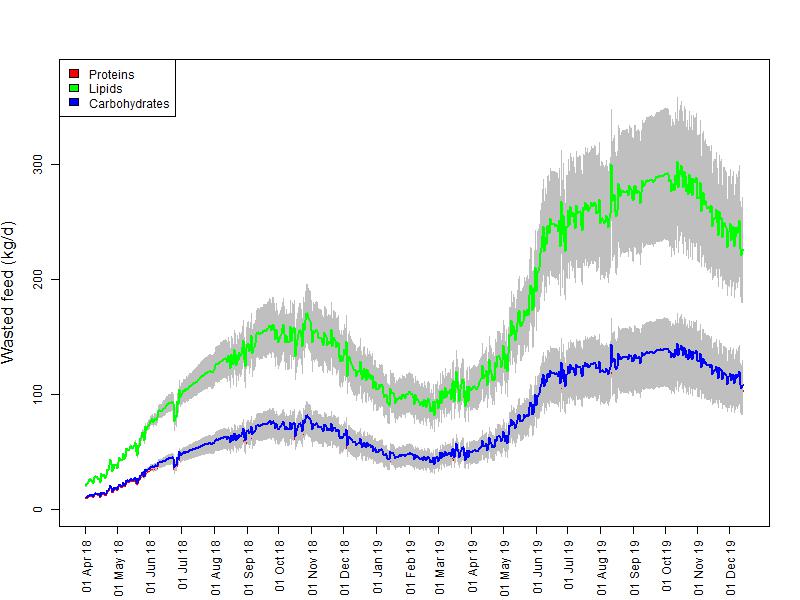 Proteins
Lipids
Carbohydrates
Wasted feed (kg/d)
300
200
100
0
01 Apr 18
01 May 18
01 Jun 18
01 Jul 18
01 Aug 18
01 Sep 18
01 Oct 18
01 Nov 18
01 Dec 18
01 Jan 19
01 Feb 19
01 Mar 19
01 Apr 19
01 May 19
01 Jun 19
01 Jul 19
01 Aug 19
01 Sep 19
01 Oct 19
01 Nov 19
01 Dec 19